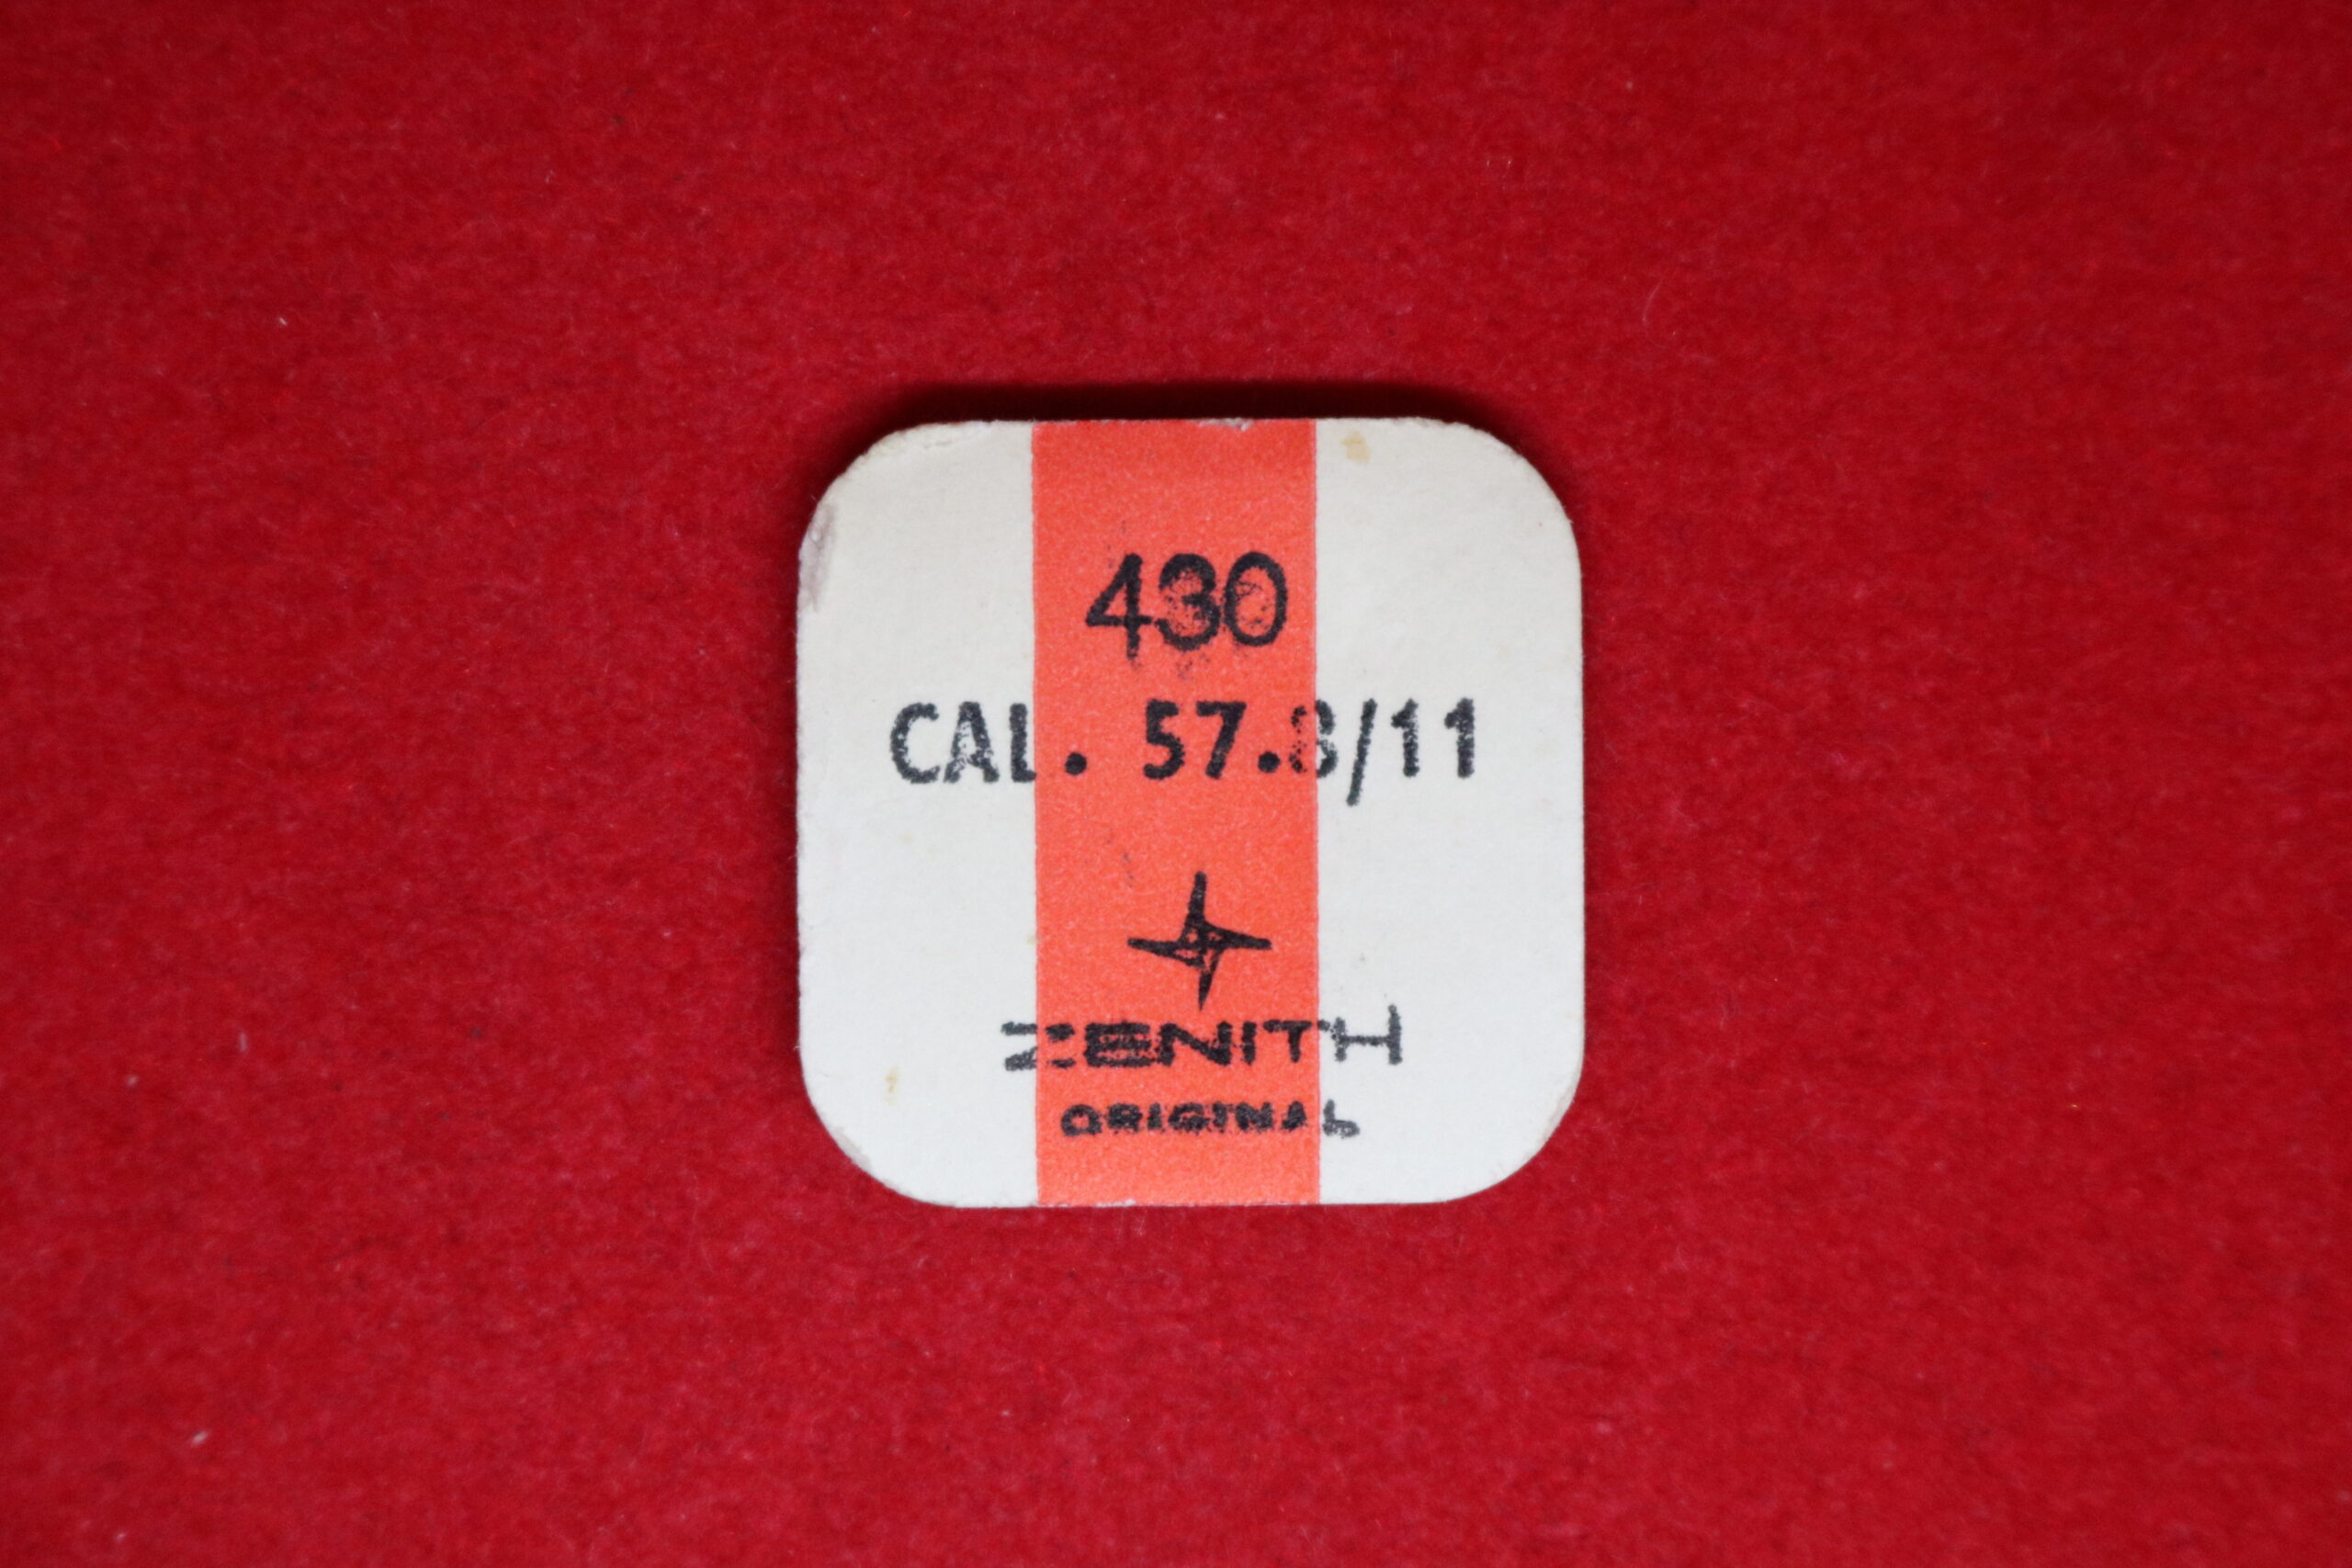 430
CAL. 57.8/11
ZENITH
ORIGINAL